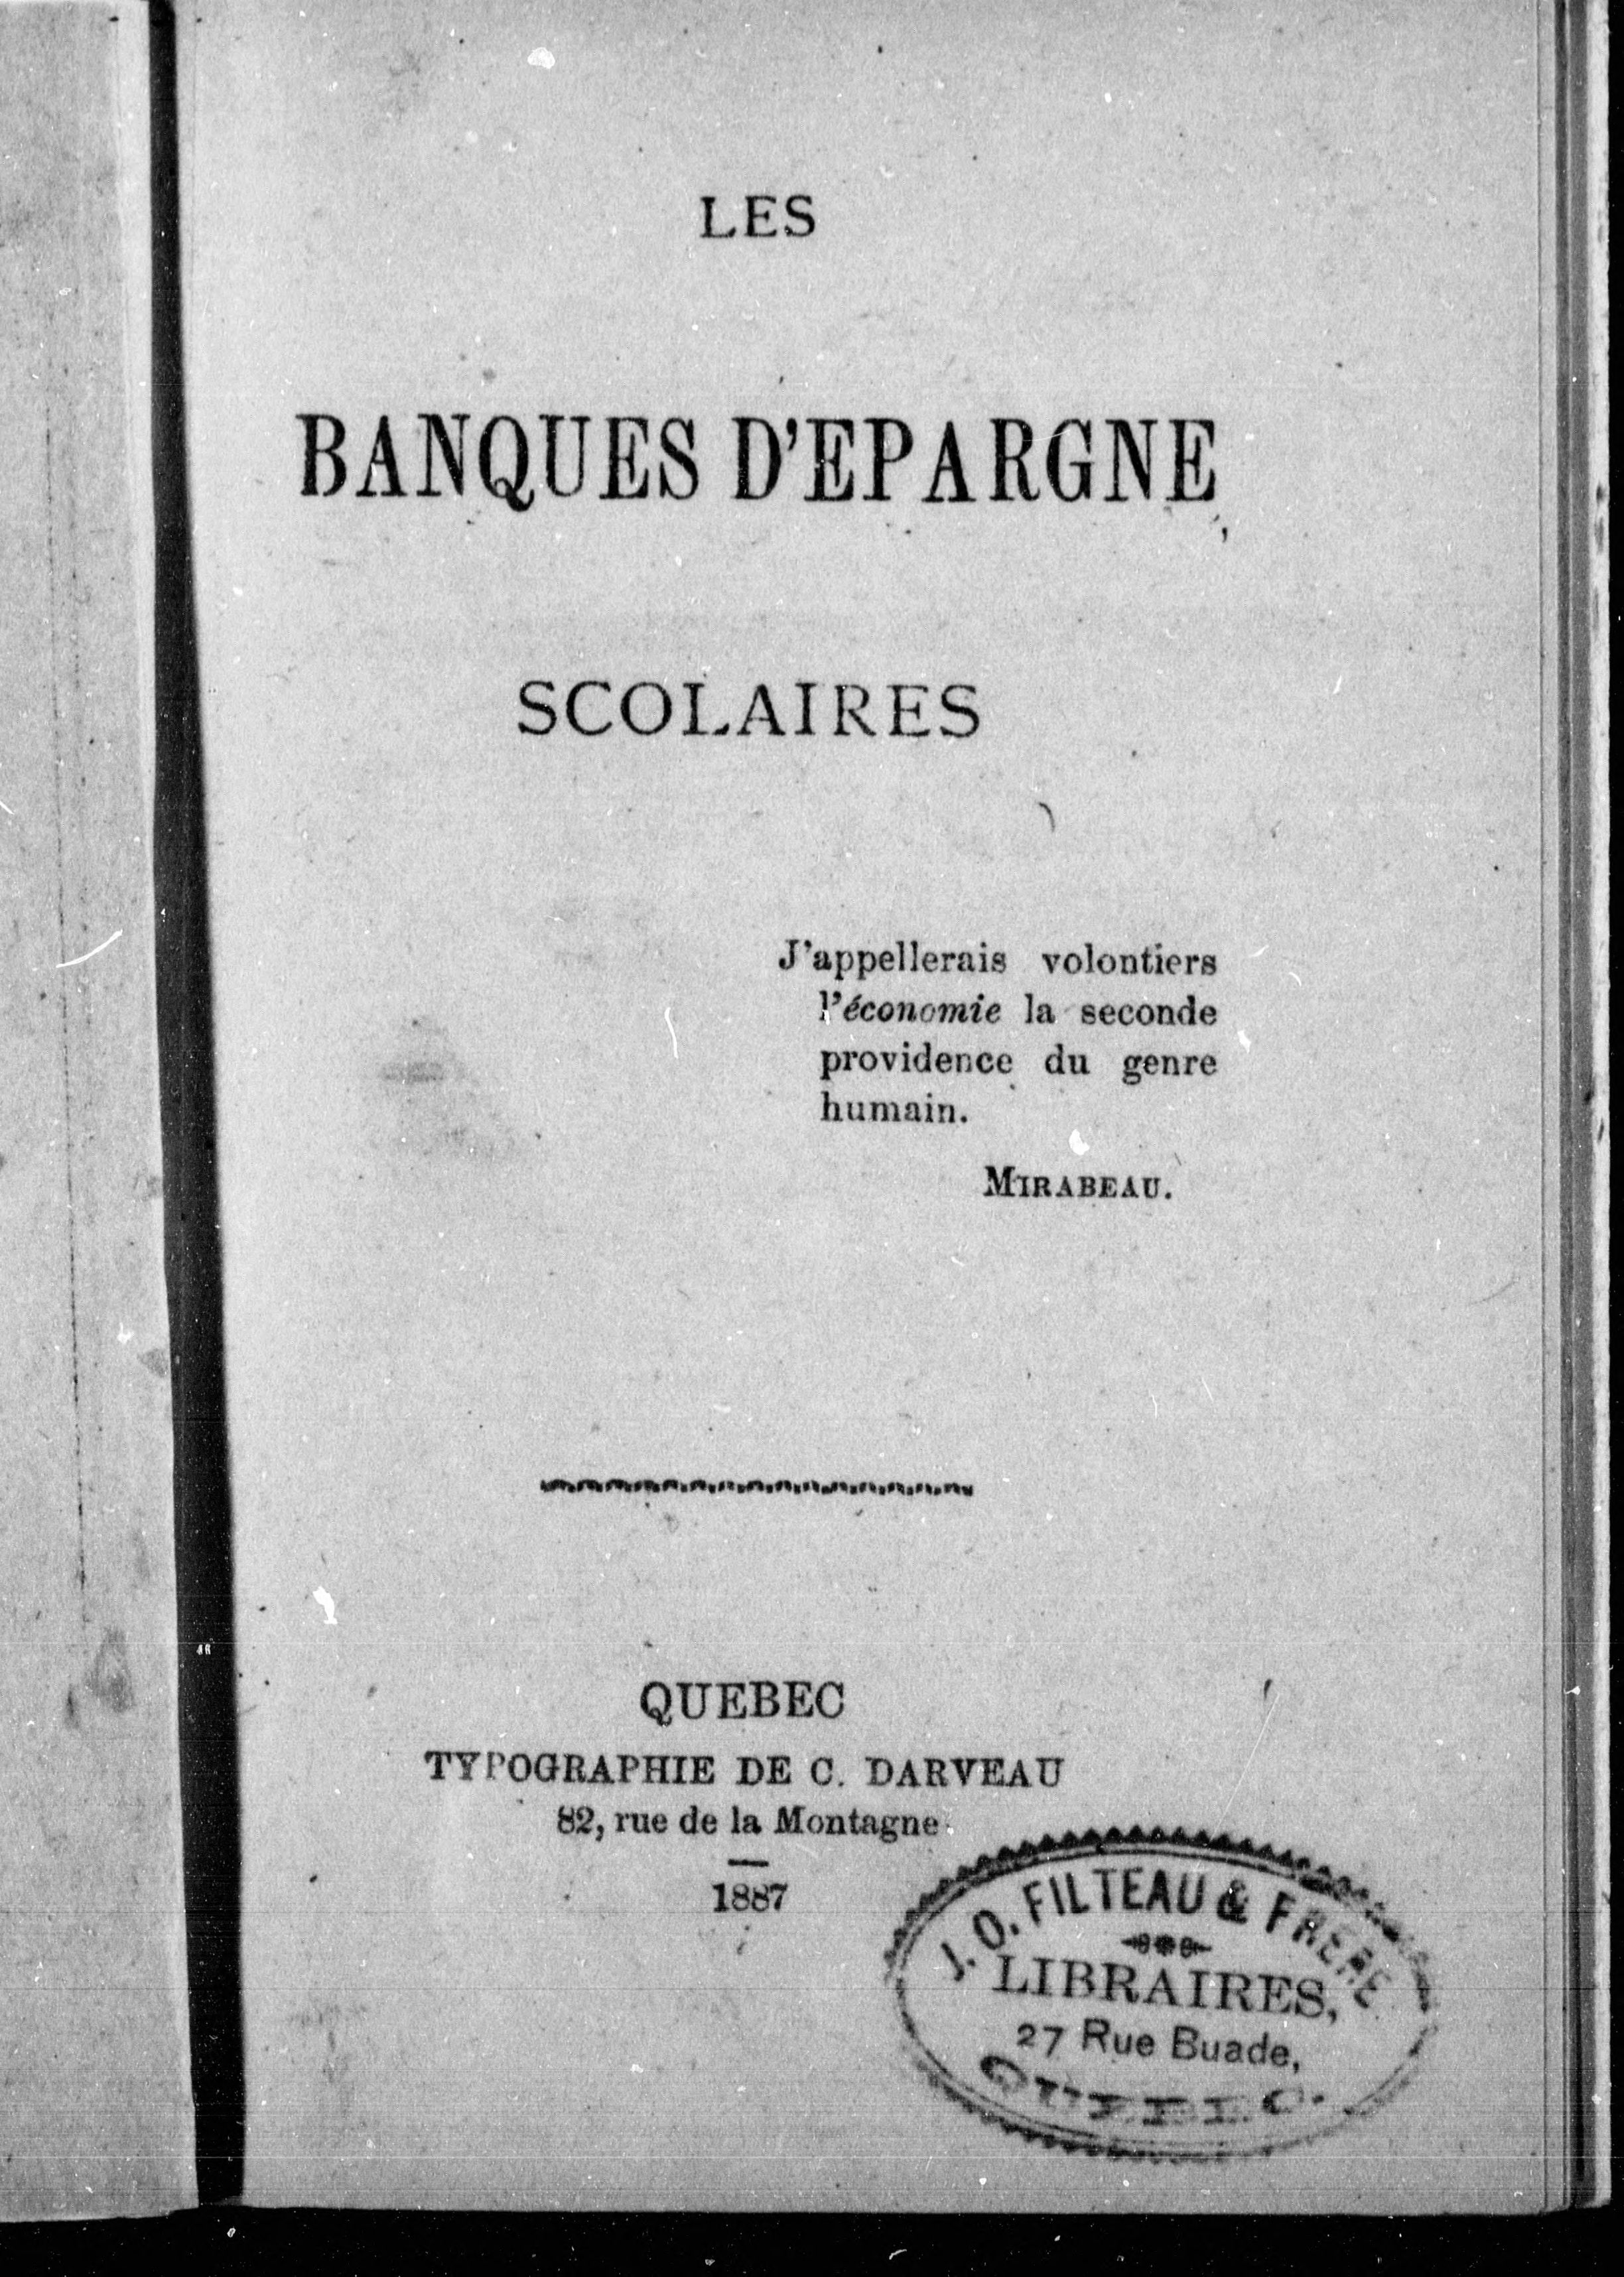 LES
BANQUES D'EPARGNE
SCOLAIRES
J'appellerais volontiers
l'économie la seconde
providence du genre
humain.
MIRABEAU.
QUEBEC
TYPOGRAPHIE DE C. DARVEAU
82, rue de la Montagne
1887
J. O. FILTEAU & FRERE
LIBRAIRES,
27 Rue Buade,
QUEBEC.